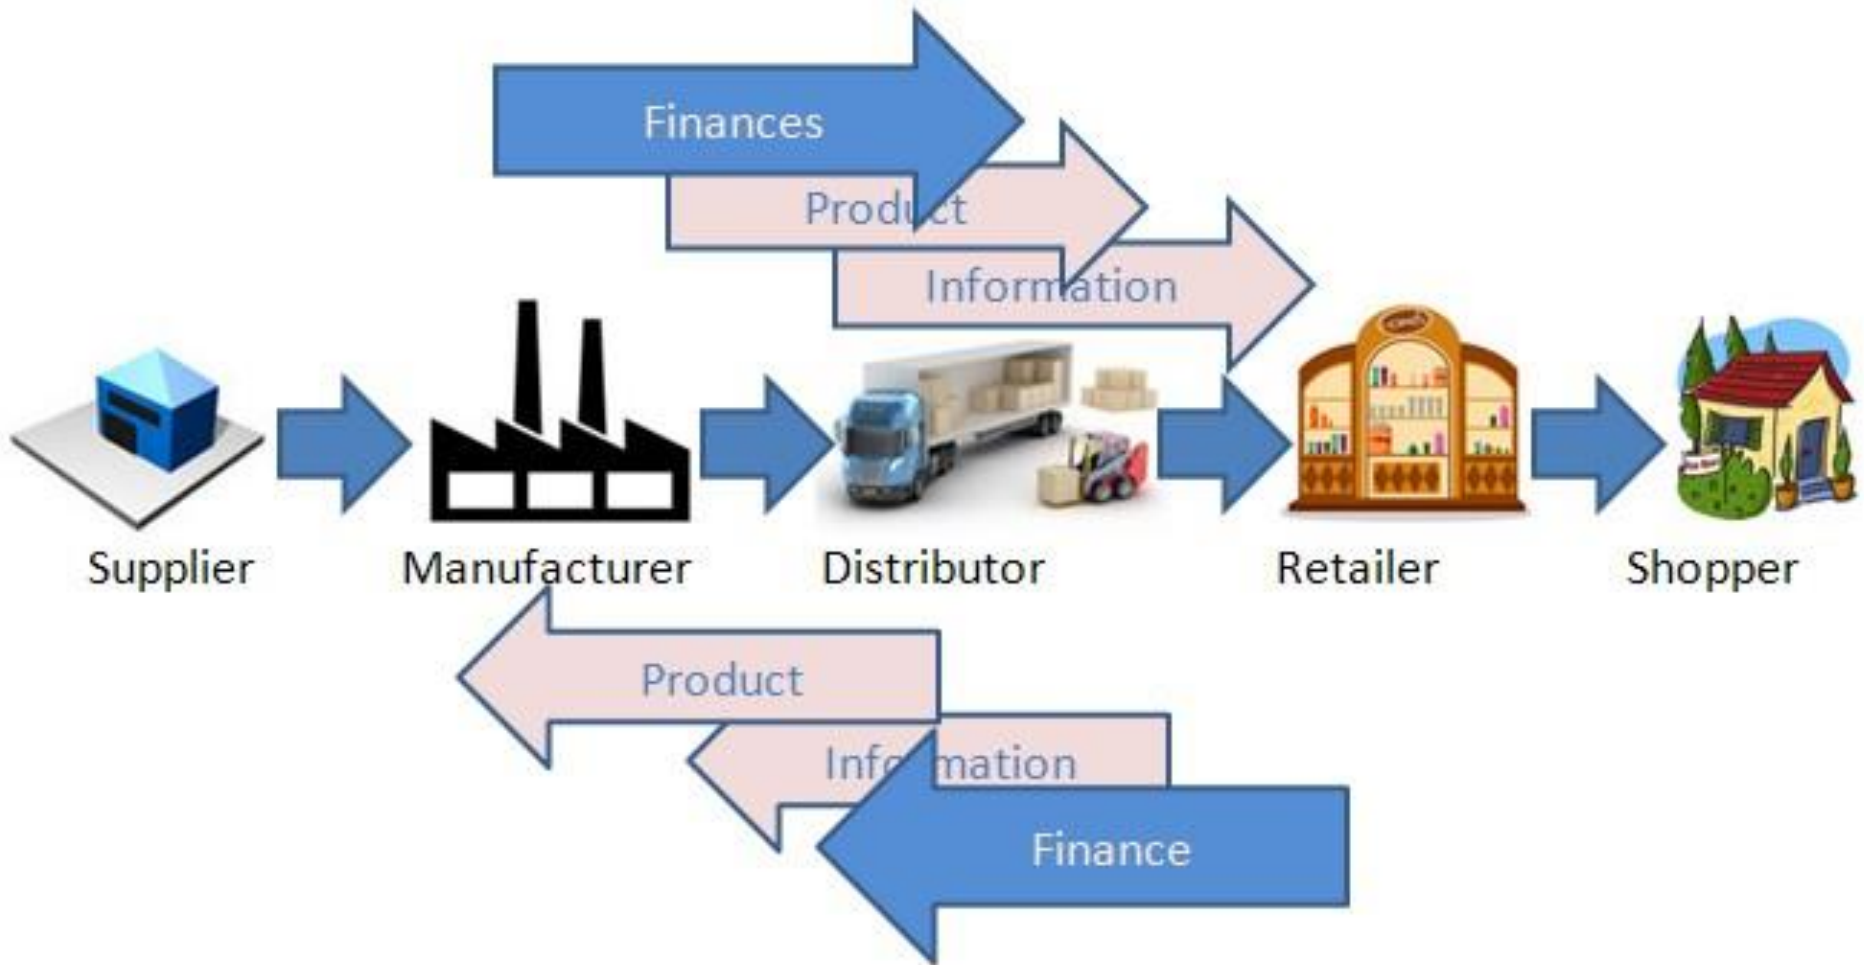 Finances
Product
Information
Supplier
Manufacturer
Distributor
Retailer
Shopper
Product
Information
Finance